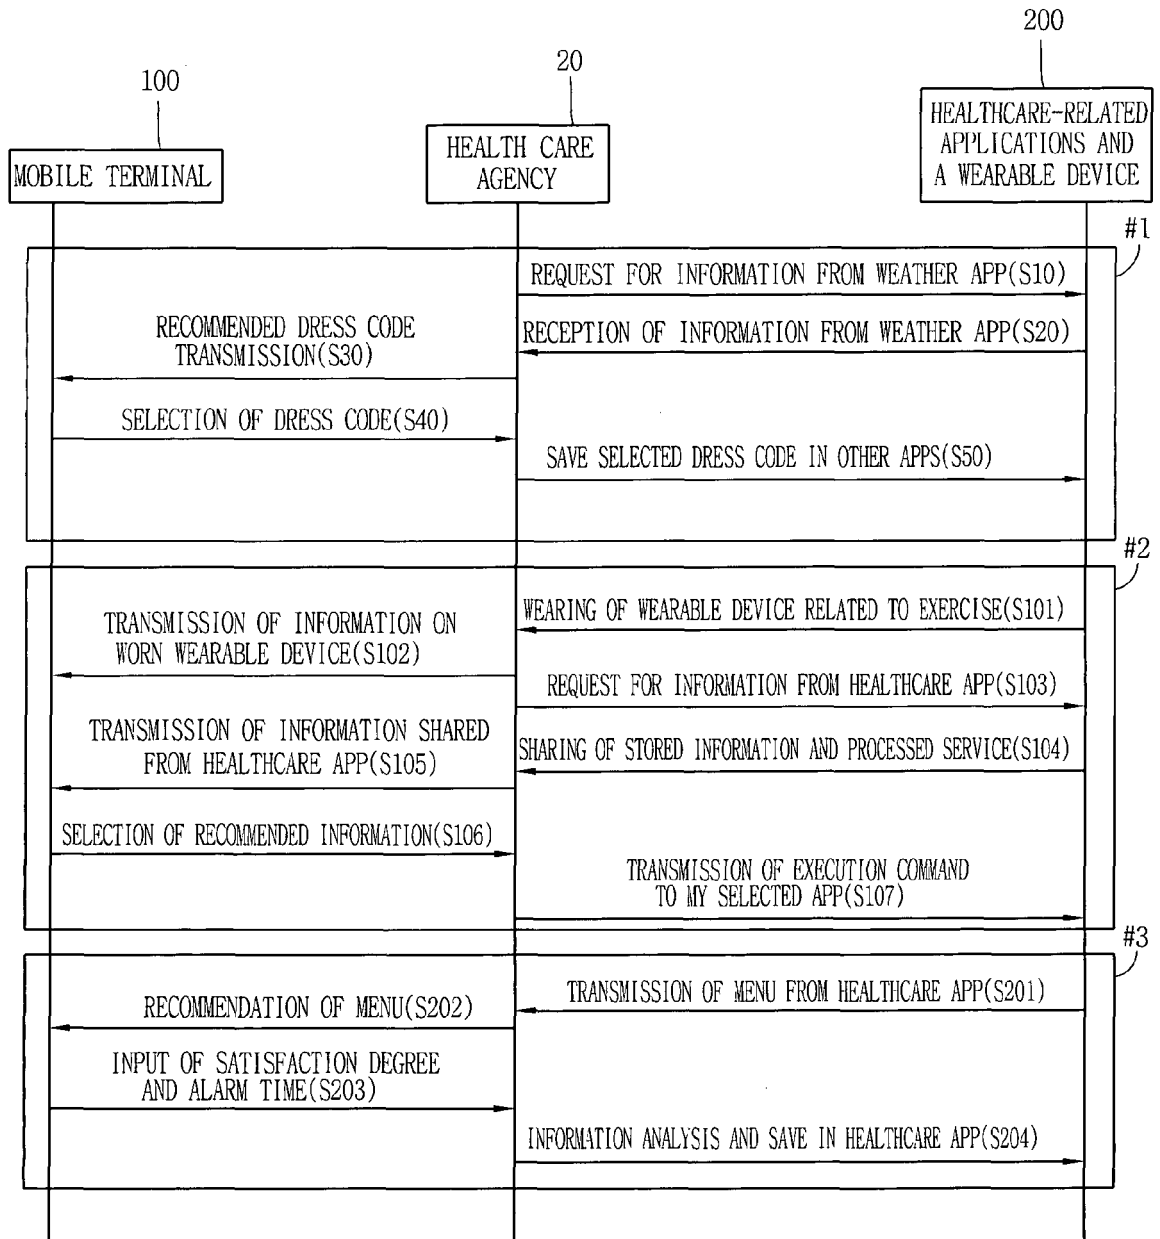 200
20
100
HEALTHCARE-RELATED
APPLICATIONS AND
A WEARABLE DEVICE
HEALTH CARE
AGENCY
MOBILE TERMINAL
#1
REQUEST FOR INFORMATION FROM WEATHER APP(S10)
RECEPTION OF INFORMATION FROM WEATHER APP(S20)
RECOMMENDED DRESS CODE
TRANSMISSION(S30)
SELECTION OF DRESS CODE(S40)
SAVE SELECTED DRESS CODE IN OTHER APPS(S50)
#2
WEARING OF WEARABLE DEVICE RELATED TO EXERCISE(S101)
TRANSMISSION OF INFORMATION ON
WORN WEARABLE DEVICE(S102)
REQUEST FOR INFORMATION FROM HEALTHCARE APP(S103)
SHARING OF STORED INFORMATION AND PROCESSED SERVICE(S104)
TRANSMISSION OF INFORMATION SHARED
FROM HEALTHCARE APP(S105)
SELECTION OF RECOMMENDED INFORMATION(S106)
TRANSMISSION OF EXECUTION COMMAND
TO MY SELECTED APP(S107)
#3
TRANSMISSION OF MENU FROM HEALTHCARE APP(S201)
RECOMMENDATION OF MENU(S202)
INPUT OF SATISFACTION DEGREE
AND ALARM TIME(S203)
INFORMATION ANALYSIS AND SAVE IN HEALTHCARE APP(S204)